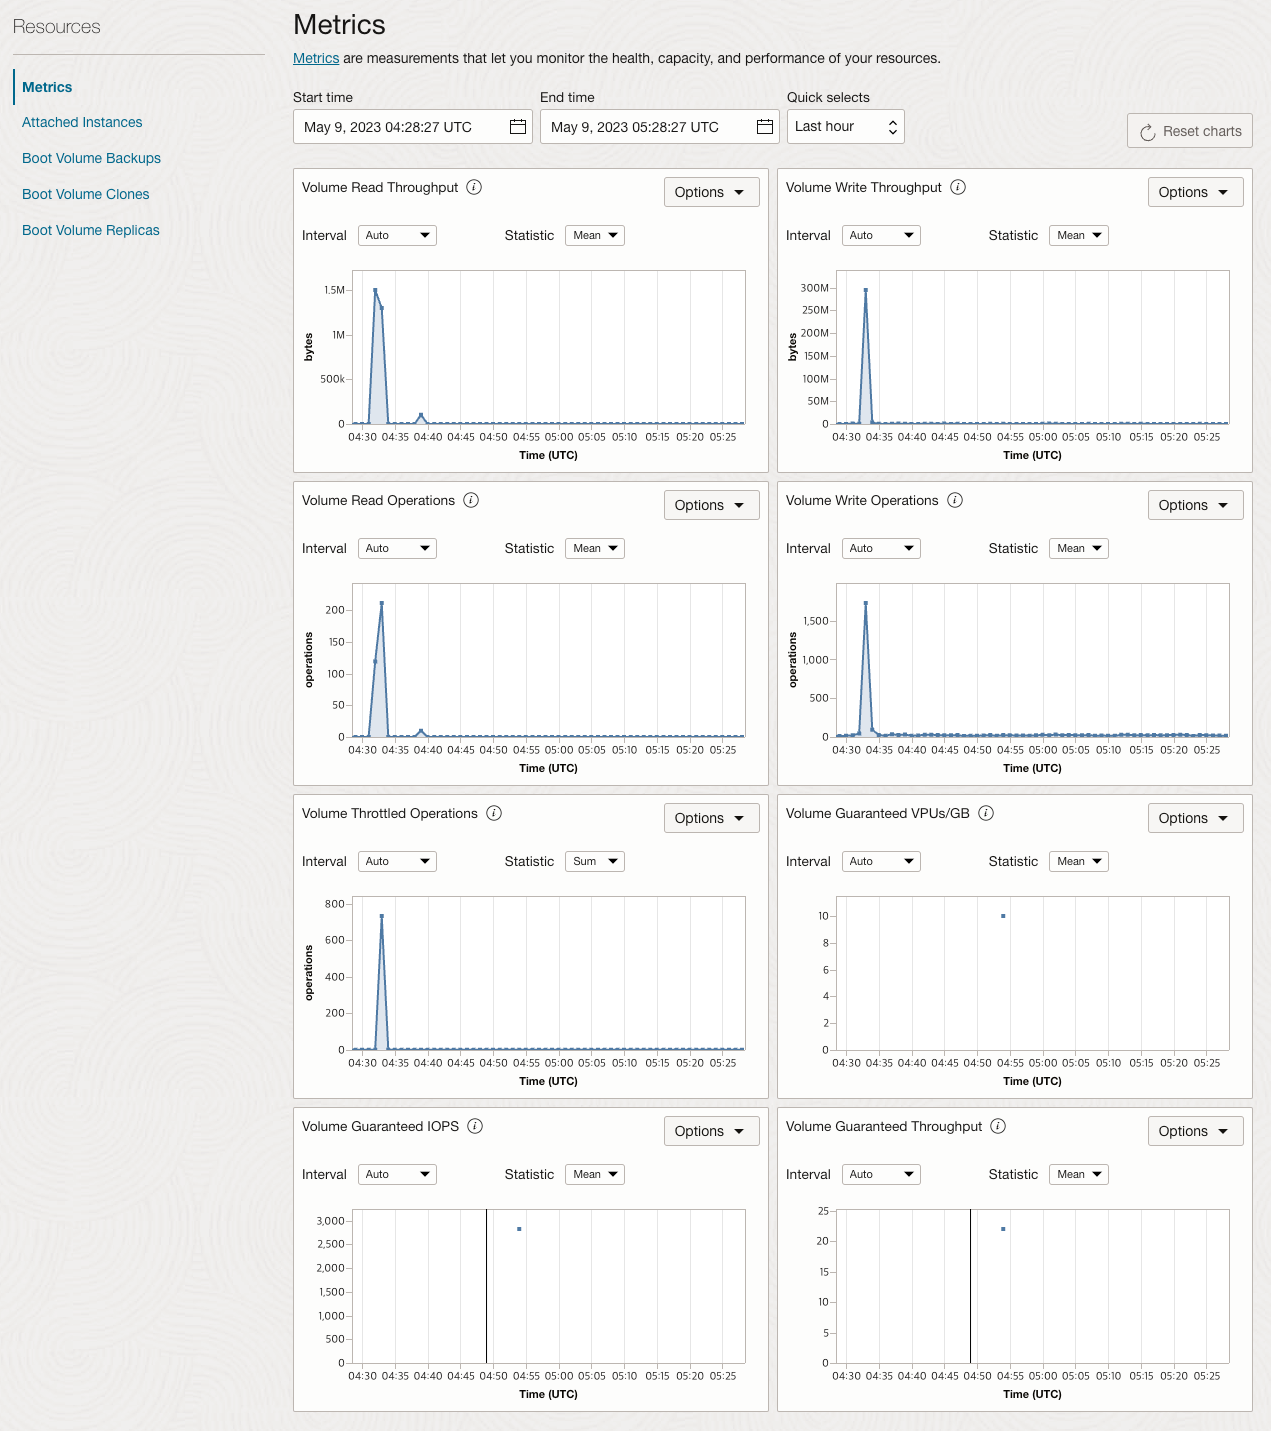 Resources
Metrics
Attached Instances
Boot Volume Backups
Boot Volume Clones
Boot Volume Replicas
Metrics
Metrics are measurements that let you monitor the health, capacity, and performance of your resources.
Start time End time Quick selects
May 9, 2023 04:28:27 UTC May 9, 2023 05:28:27 UTC Last hour Reset charts
Volume Read Throughput i Options
Interval Auto Statistic Mean
1.5M
1M
500k
0
bytes
04:30 04:35 04:40 04:45 04:50 04:55 05:00 05:05 05:10 05:15 05:20 05:25
Time (UTC)
Volume Write Throughput i Options
Interval Auto Statistic Mean
300M
250M
200M
150M
100M
50M
0
bytes
04:30 04:35 04:40 04:45 04:50 04:55 05:00 05:05 05:10 05:15 05:20 05:25
Time (UTC)
Volume Read Operations i Options
Interval Auto Statistic Mean
200
150
100
50
0
operations
04:30 04:35 04:40 04:45 04:50 04:55 05:00 05:05 05:10 05:15 05:20 05:25
Time (UTC)
Volume Write Operations i Options
Interval Auto Statistic Mean
1,500
1,000
500
0
operations
04:30 04:35 04:40 04:45 04:50 04:55 05:00 05:05 05:10 05:15 05:20 05:25
Time (UTC)
Volume Throttled Operations i Options
Interval Auto Statistic Sum
800
600
400
200
0
operations
04:30 04:35 04:40 04:45 04:50 04:55 05:00 05:05 05:10 05:15 05:20 05:25
Time (UTC)
Volume Guaranteed VPUs/GB i Options
Interval Auto Statistic Mean
10
8
6
4
2
0
04:30 04:35 04:40 04:45 04:50 04:55 05:00 05:05 05:10 05:15 05:20 05:25
Time (UTC)
Volume Guaranteed IOPS i Options
Interval Auto Statistic Mean
3,000
2,500
2,000
1,500
1,000
500
0
04:30 04:35 04:40 04:45 04:50 04:55 05:00 05:05 05:10 05:15 05:20 05:25
Time (UTC)
Volume Guaranteed Throughput i Options
Interval Auto Statistic Mean
25
20
15
10
5
0
04:30 04:35 04:40 04:45 04:50 04:55 05:00 05:05 05:10 05:15 05:20 05:25
Time (UTC)